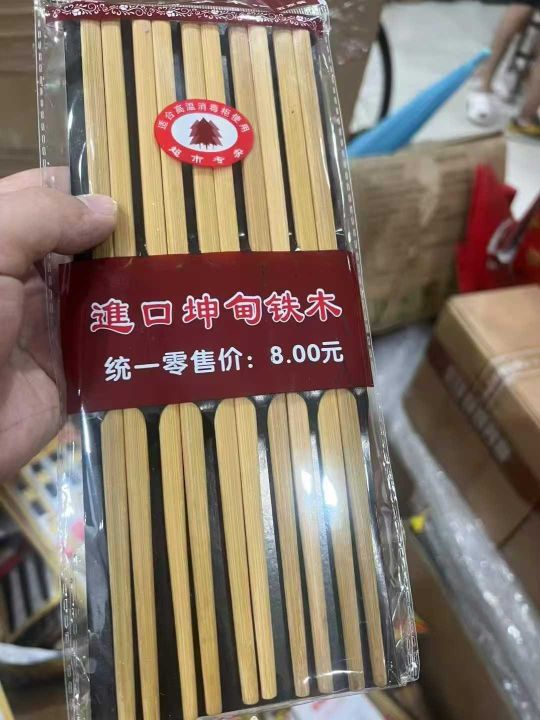 适合高温消毒柜使用
超市专家
進口坤甸铁木
统一零售价：8.00元